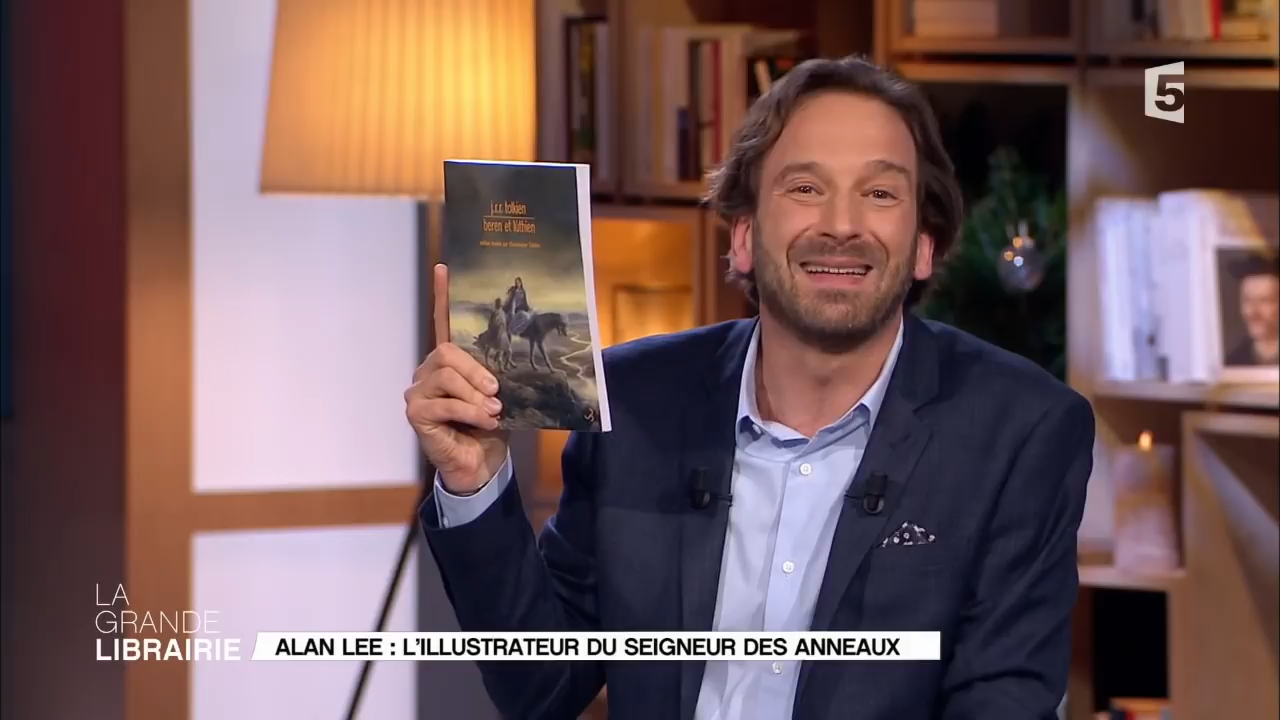 5
j.r.r. tolkien
beren et lúthien
LA
GRANDE
LIBRAIRIE
ALAN LEE : L'ILLUSTRATEUR DU SEIGNEUR DES ANNEAUX